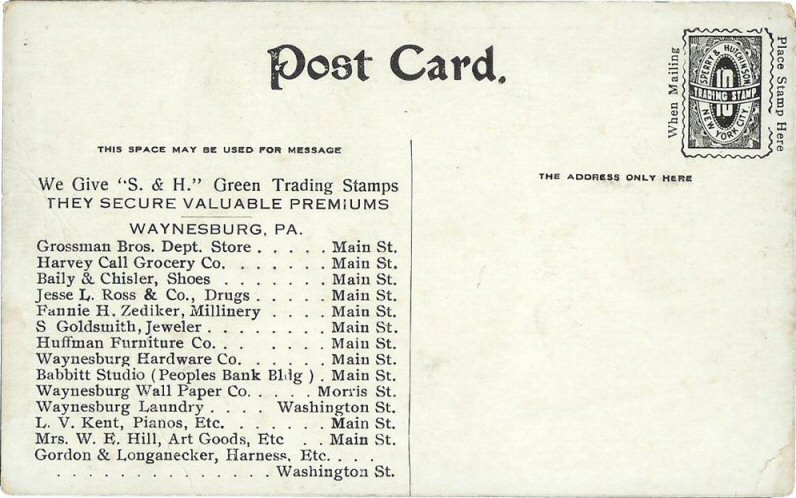 Post Card.
When Mailing
Place Stamp Here
SPERRY & HUTCHINSON
10
TRADING STAMP
10
NEW YORK CITY
THIS SPACE MAY BE USED FOR MESSAGE
THE ADDRESS ONLY HERE
We Give "S. & H." Green Trading Stamps
THEY SECURE VALUABLE PREMIUMS
WAYNESBURG, PA.
Grossman Bros. Dept. Store . . . . . Main St.
Harvey Call Grocery Co. . . . . . . Main St.
Baily & Chisler, Shoes . . . . . . . Main St.
Jesse L. Ross & Co., Drugs . . . . . Main St.
Fannie H. Zediker, Millinery . . . . Main St.
S Goldsmith, Jeweler . . . . . . . . Main St.
Huffman Furniture Co. . . . . . . . Main St.
Waynesburg Hardware Co. . . . . . Main St.
Babbitt Studio (Peoples Bank Bldg ) . Main St.
Waynesburg Wall Paper Co. . . . . Morris St.
Waynesburg Laundry . . . . Washington St.
L. V. Kent, Pianos, Etc. . . . . . . Main St.
Mrs. W. E. Hill, Art Goods, Etc . . Main St.
Gordon & Longanecker, Harness, Etc. . . .
. . . . . . . . . . . . . . Washington St.